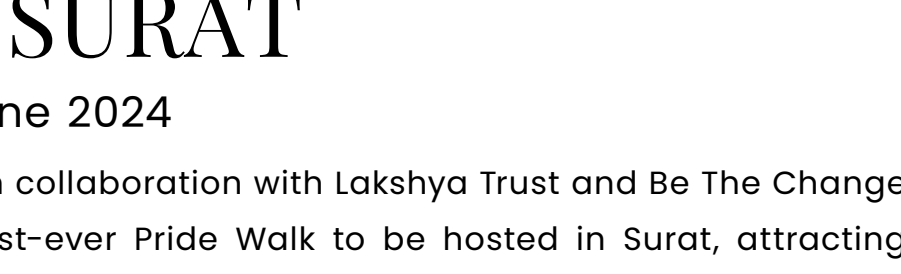 SURAT
ne 2024
collaboration with Lakshya Trust and Be The Change
st-ever Pride Walk to be hosted in Surat, attracting